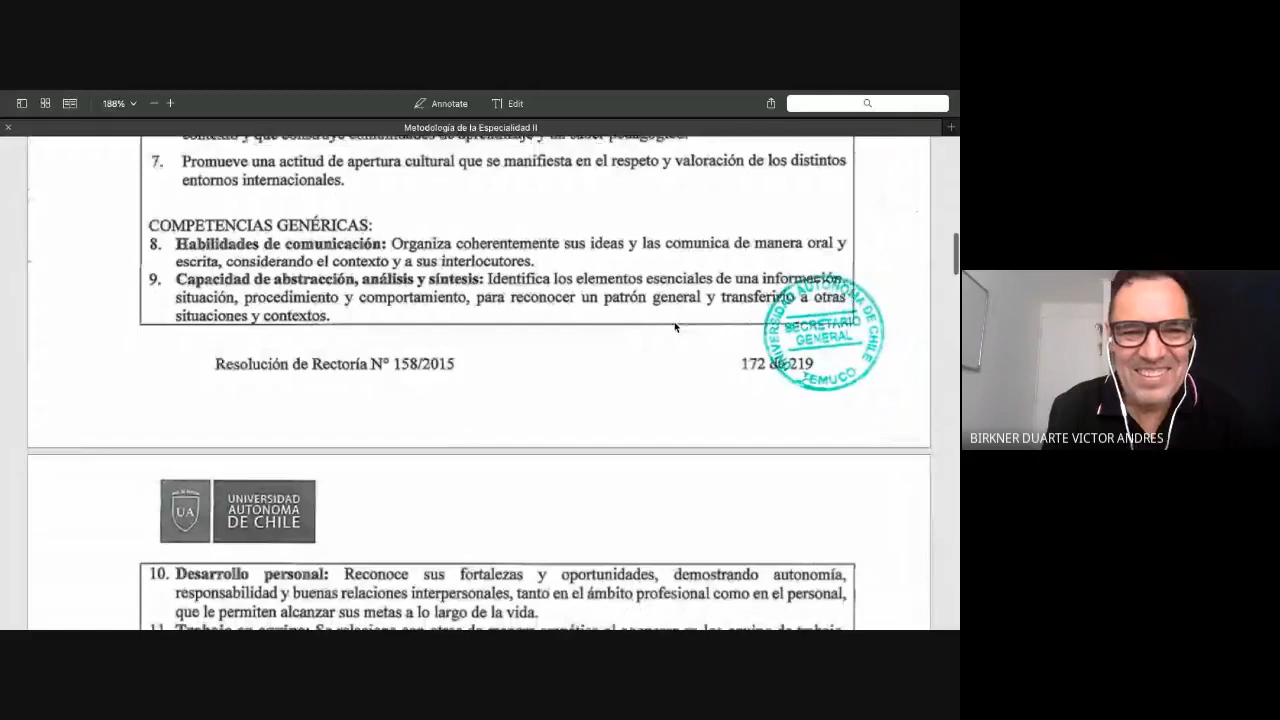 188%
Annotate
Edit
Metodología de la Especialidad II
7. Promueve una actitud de apertura cultural que se manifiesta en el respeto y valoración de los distintos
entornos internacionales.
COMPETENCIAS GENÉRICAS:
8. Habilidades de comunicación: Organiza coherentemente sus ideas y las comunica de manera oral y
escrita, considerando el contexto y a sus interlocutores.
9. Capacidad de abstracción, análisis y síntesis: Identifica los elementos esenciales de una información,
situación, procedimiento y comportamiento, para reconocer un patrón general y transferirlo a otras
situaciones y contextos.
UNIVERSIDAD AUTÓNOMA DE CHILE
SECRETARIO
GENERAL
TEMUCO
Resolución de Rectoría N° 158/2015
172 de 219
BIRKNER DUARTE VICTOR ANDRES
UA
UNIVERSIDAD
AUTÓNOMA
DE CHILE
10. Desarrollo personal: Reconoce sus fortalezas y oportunidades, demostrando autonomía,
responsabilidad y buenas relaciones interpersonales, tanto en el ámbito profesional como en el personal,
que le permiten alcanzar sus metas a lo largo de la vida.